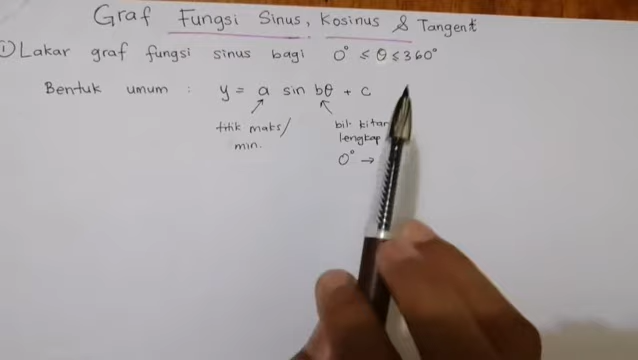 Graf Fungsi Sinus, Kosinus & Tangent
① Lakar graf fungsi sinus bagi 0° ≤ θ ≤ 360°
Bentuk umum : y = a sin bθ + c
titik maks/
min.
bil. kitaran
lengkap
0° →